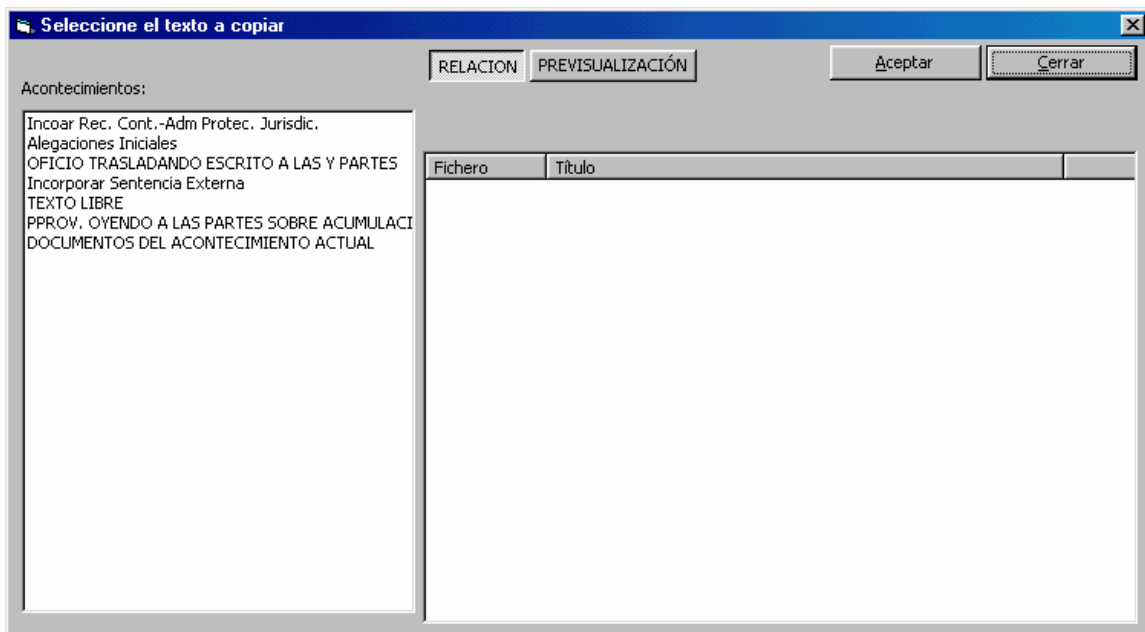 Seleccione el texto a copiar
RELACION PREVISUALIZACIÓN Aceptar Cerrar
Acontecimientos:
Incoar Rec. Cont.-Adm Protec. Jurisdic.
Alegaciones Iniciales
OFICIO TRASLADANDO ESCRITO A LAS Y PARTES
Incorporar Sentencia Externa
TEXTO LIBRE
PPROV. OYENDO A LAS PARTES SOBRE ACUMULACI
DOCUMENTOS DEL ACONTECIMIENTO ACTUAL
Fichero Título